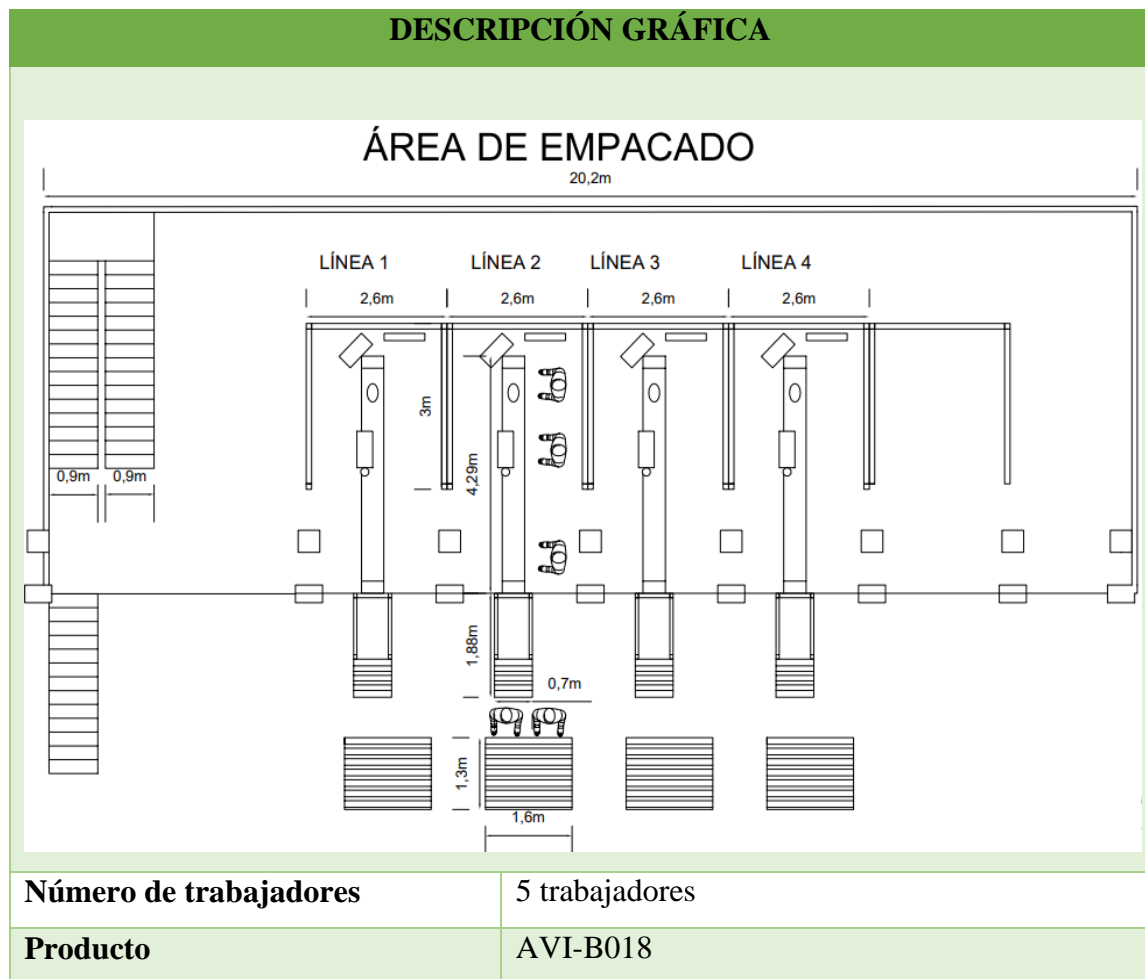 DESCRIPCIÓN GRÁFICA
ÁREA DE EMPACADO
20,2m
LÍNEA 1 LÍNEA 2 LÍNEA 3 LÍNEA 4
2,6m 2,6m 2,6m 2,6m
3m
0,9m 0,9m
4,29m
1,88m
0,7m
1,3m
1,6m
Número de trabajadores 5 trabajadores
Producto AVI-B018